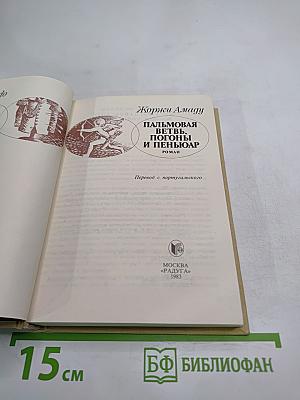 Жоржи Амаду
ПАЛЬМОВАЯ
ВЕТВЬ,
ПОГОНЫ
И ПЕНЬЮАР
РОМАН
Перевод с португальского
МОСКВА
«РАДУГА»
1983
15 см
БФ БИБЛИОФАН